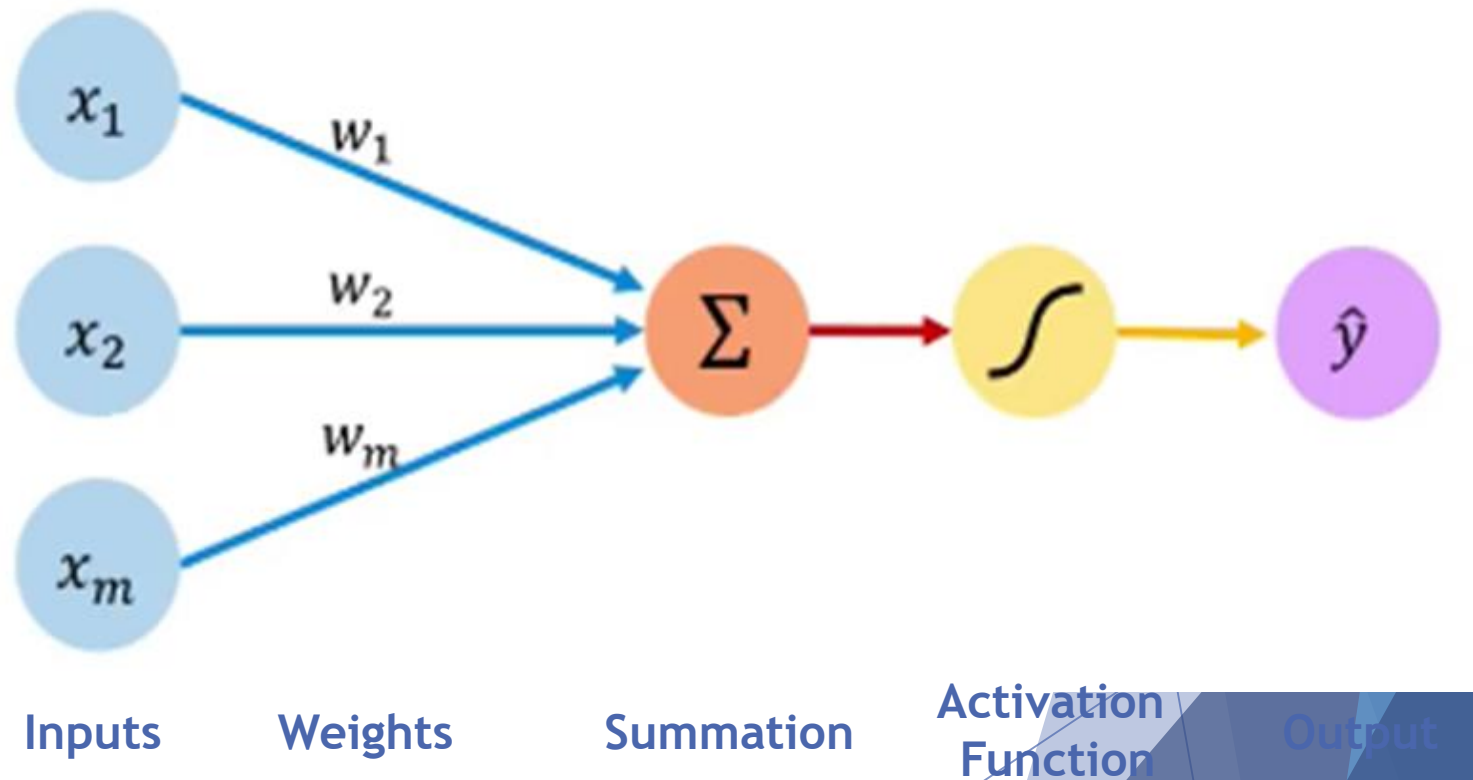 x₁
w₁
w₂
x₂
Σ
ŷ
wₘ
xₘ
Inputs Weights Summation Activation Function Output